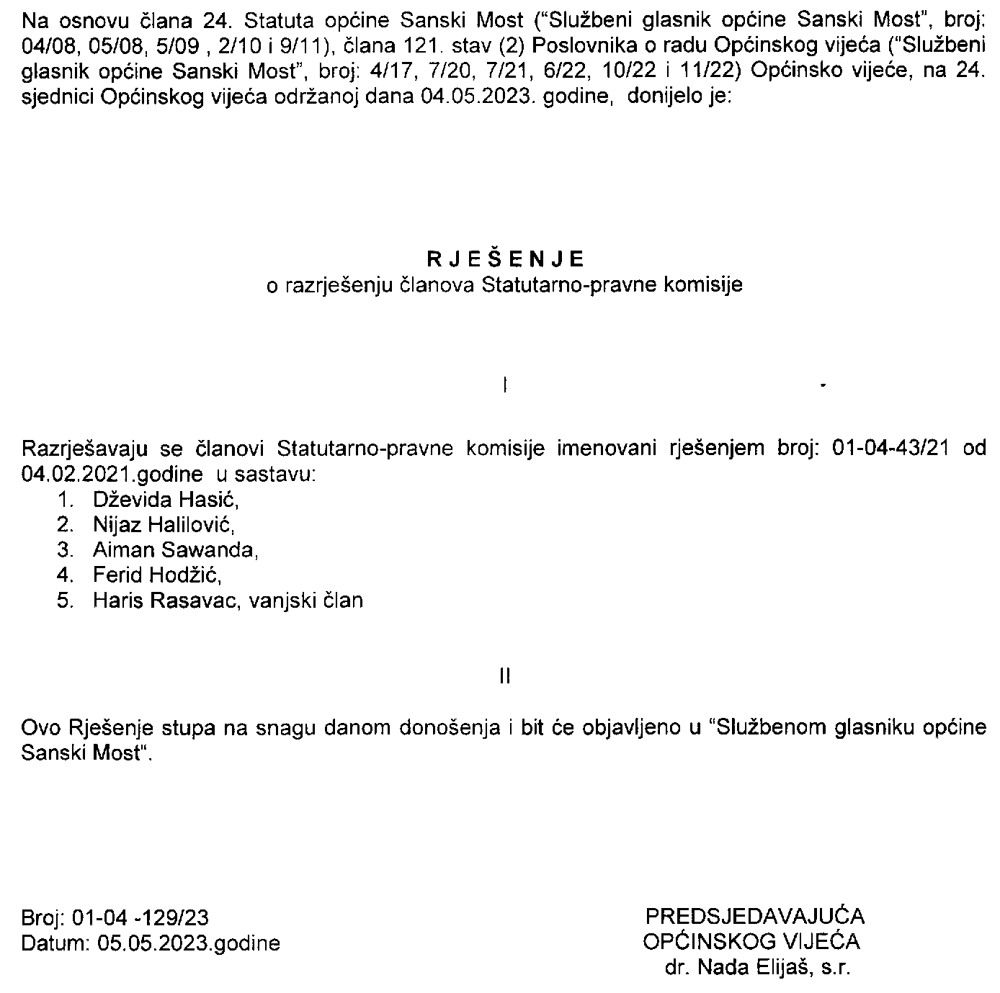 Na osnovu člana 24. Statuta općine Sanski Most (“Službeni glasnik općine Sanski Most”, broj:
04/08, 05/08, 5/09 , 2/10 i 9/11), člana 121. stav (2) Poslovnika o radu Općinskog vijeća (“Službeni
glasnik općine Sanski Most”, broj: 4/17, 7/20, 7/21, 6/22, 10/22 i 11/22) Općinsko vijeće, na 24.
sjednici Općinskog vijeća održanoj dana 04.05.2023. godine, donijelo je:
R J E Š E N J E
o razrješenju članova Statutarno-pravne komisije
I
Razrješavaju se članovi Statutarno-pravne komisije imenovani rješenjem broj: 01-04-43/21 od
04.02.2021.godine u sastavu:
1. Dževida Hasić,
2. Nijaz Halilović,
3. Aiman Sawanda,
4. Ferid Hodžić,
5. Haris Rasavac, vanjski član
II
Ovo Rješenje stupa na snagu danom donošenja i bit će objavljeno u “Službenom glasniku općine
Sanski Most“.
Broj: 01-04 -129/23
Datum: 05.05.2023.godine
PREDSJEDAVAJUĆA
OPĆINSKOG VIJEĆA
dr. Nada Elijaš, s.r.